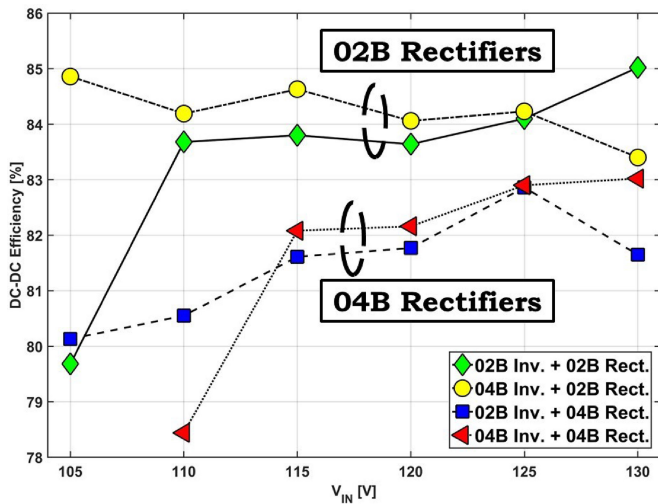 86
85
84
83
82
81
80
79
78
DC-DC Efficiency [%]
02B Rectifiers
04B Rectifiers
02B Inv. + 02B Rect.
04B Inv. + 02B Rect.
02B Inv. + 04B Rect.
04B Inv. + 04B Rect.
105 110 115 120 125 130
V_IN [V]